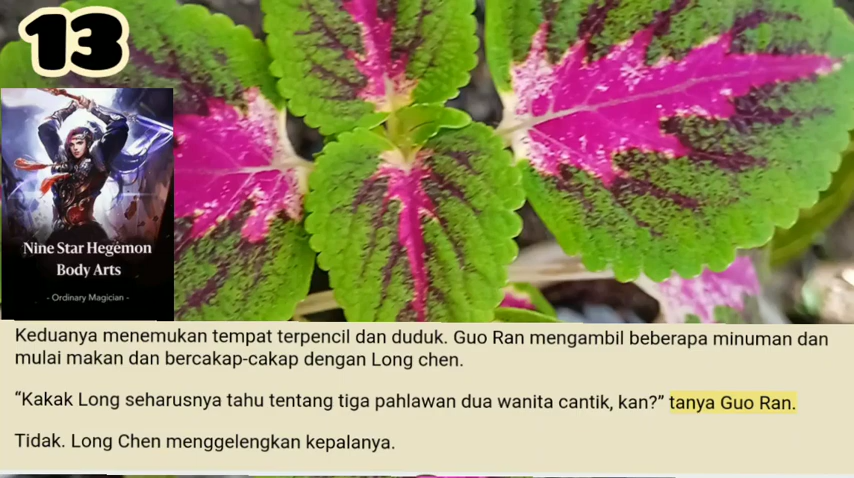 13
Nine Star Hegemon
Body Arts
- Ordinary Magician -
Keduanya menemukan tempat terpencil dan duduk. Guo Ran mengambil beberapa minuman dan
mulai makan dan bercakap-cakap dengan Long chen.
“Kakak Long seharusnya tahu tentang tiga pahlawan dua wanita cantik, kan?” tanya Guo Ran.
Tidak. Long Chen menggelengkan kepalanya.